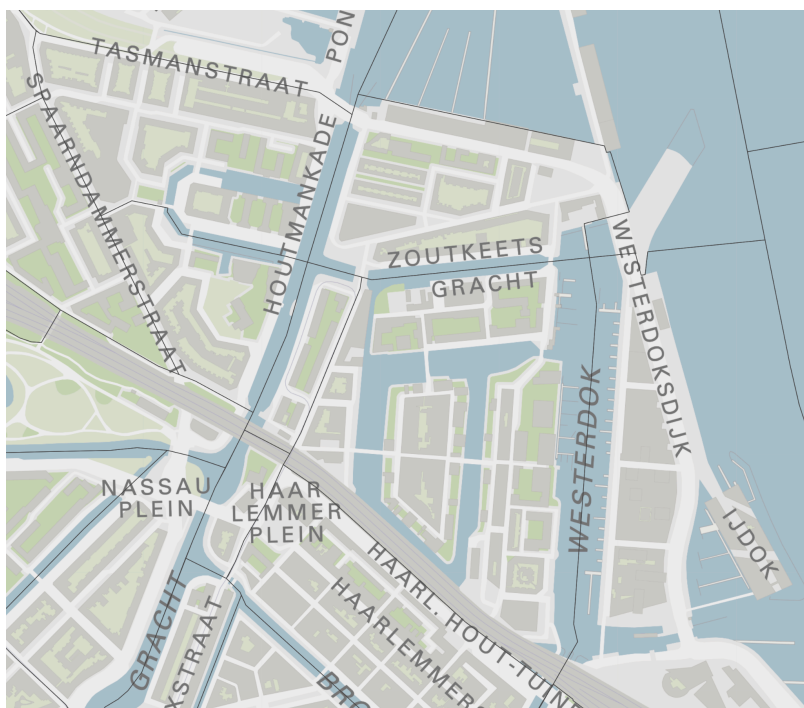 PON
TASMANSTRAAT
SPAARNDAMMERSTRAAT
HOUTMANKADE
ZOUTKEETS
GRACHT
WESTERDOKSDIJK
WESTERDOK
NASSAU
PLEIN
HAAR
LEMMER
PLEIN
IJDOK
HAARL. HOUT-TUINE
HAARLEMMER
GRACHT
XSTRAAT
BRO